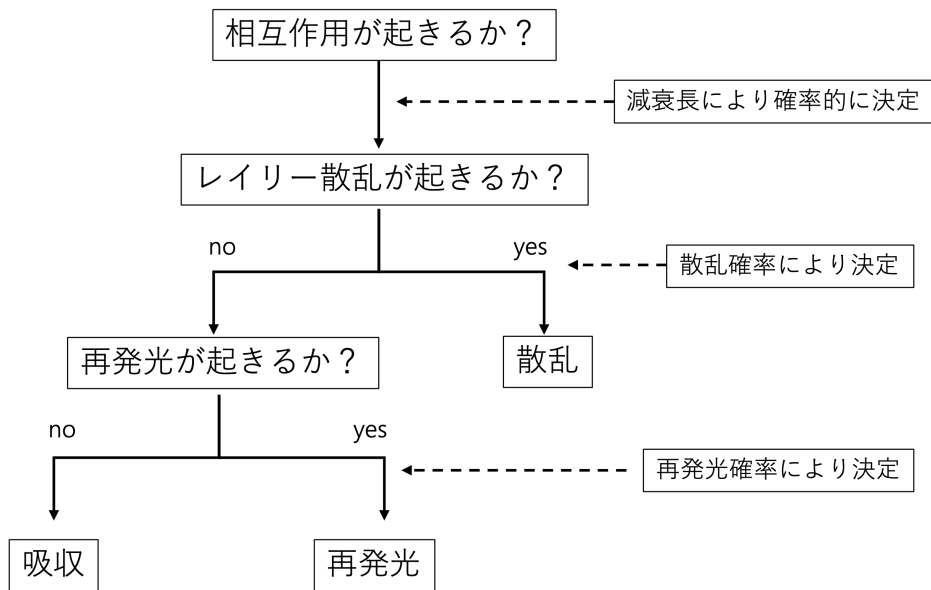 相互作用が起きるか？
減衰長により確率的に決定
レイリー散乱が起きるか？
no
yes
散乱確率により決定
再発光が起きるか？
散乱
no
yes
再発光確率により決定
吸収
再発光